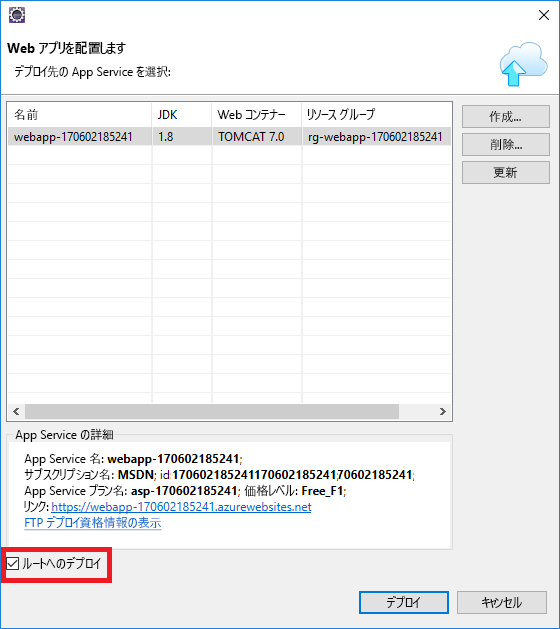 Web アプリを配置します
デプロイ先の App Service を選択:
名前 JDK Web コンテナー リソース グループ
webapp-170602185241 1.8 TOMCAT 7.0 rg-webapp-170602185241
作成...
削除...
更新
App Service の詳細
App Service 名: webapp-170602185241;
サブスクリプション名: MSDN; id:170602185241170602185241;70602185241;
App Service プラン名: asp-170602185241; 価格レベル: Free_F1;
リンク: https://webapp-170602185241.azurewebsites.net
FTP デプロイ資格情報の表示
ルートへのデプロイ
デプロイ キャンセル